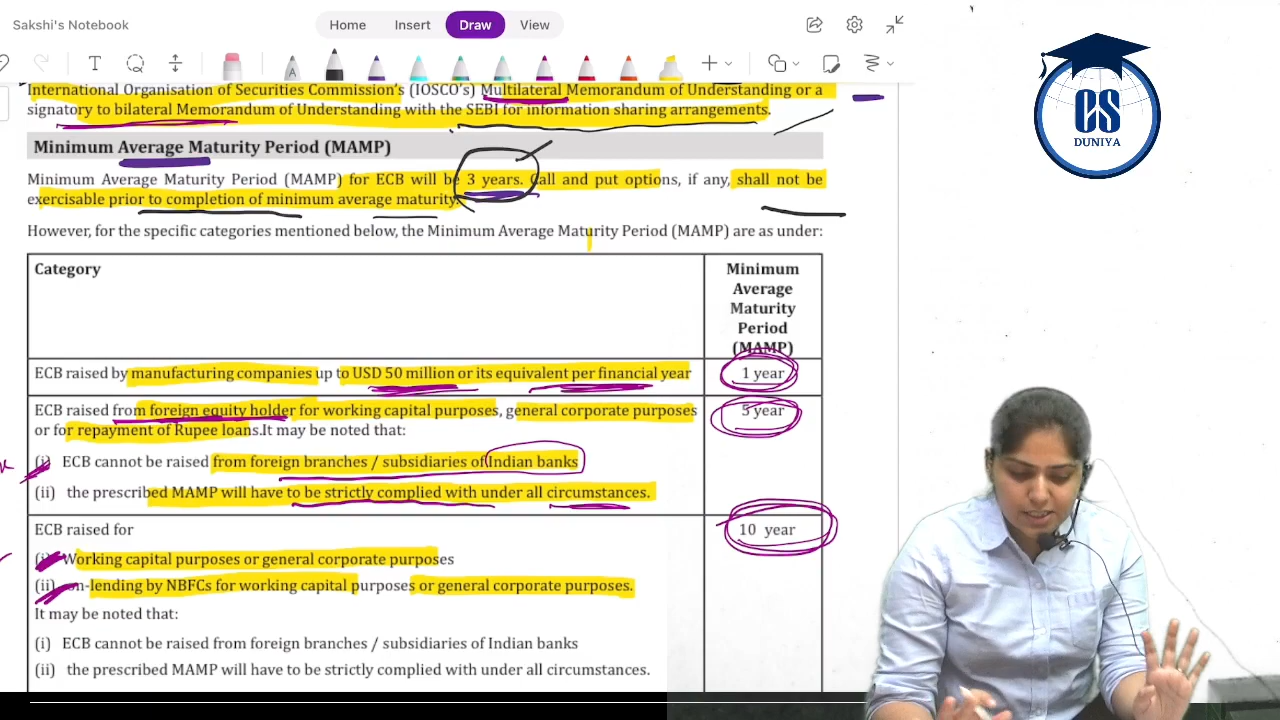 Sakshi's Notebook
Home Insert Draw View
International Organisation of Securities Commission's (IOSCO's) Multilateral Memorandum of Understanding or a
signatory to bilateral Memorandum of Understanding with the SEBI for information sharing arrangements.
Minimum Average Maturity Period (MAMP)
Minimum Average Maturity Period (MAMP) for ECB will be 3 years. Call and put options, if any, shall not be
exercisable prior to completion of minimum average maturity.
However, for the specific categories mentioned below, the Minimum Average Maturity Period (MAMP) are as under:
Category
Minimum
Average
Maturity
Period
(MAMP)
ECB raised by manufacturing companies up to USD 50 million or its equivalent per financial year
1 year
ECB raised from foreign equity holder for working capital purposes, general corporate purposes
or for repayment of Rupee loans.It may be noted that:
5 year
(i) ECB cannot be raised from foreign branches / subsidiaries of Indian banks
(ii) the prescribed MAMP will have to be strictly complied with under all circumstances.
ECB raised for
10 year
(i) Working capital purposes or general corporate purposes
(ii) on-lending by NBFCs for working capital purposes or general corporate purposes.
It may be noted that:
(i) ECB cannot be raised from foreign branches / subsidiaries of Indian banks
(ii) the prescribed MAMP will have to be strictly complied with under all circumstances.
CS
DUNIYA